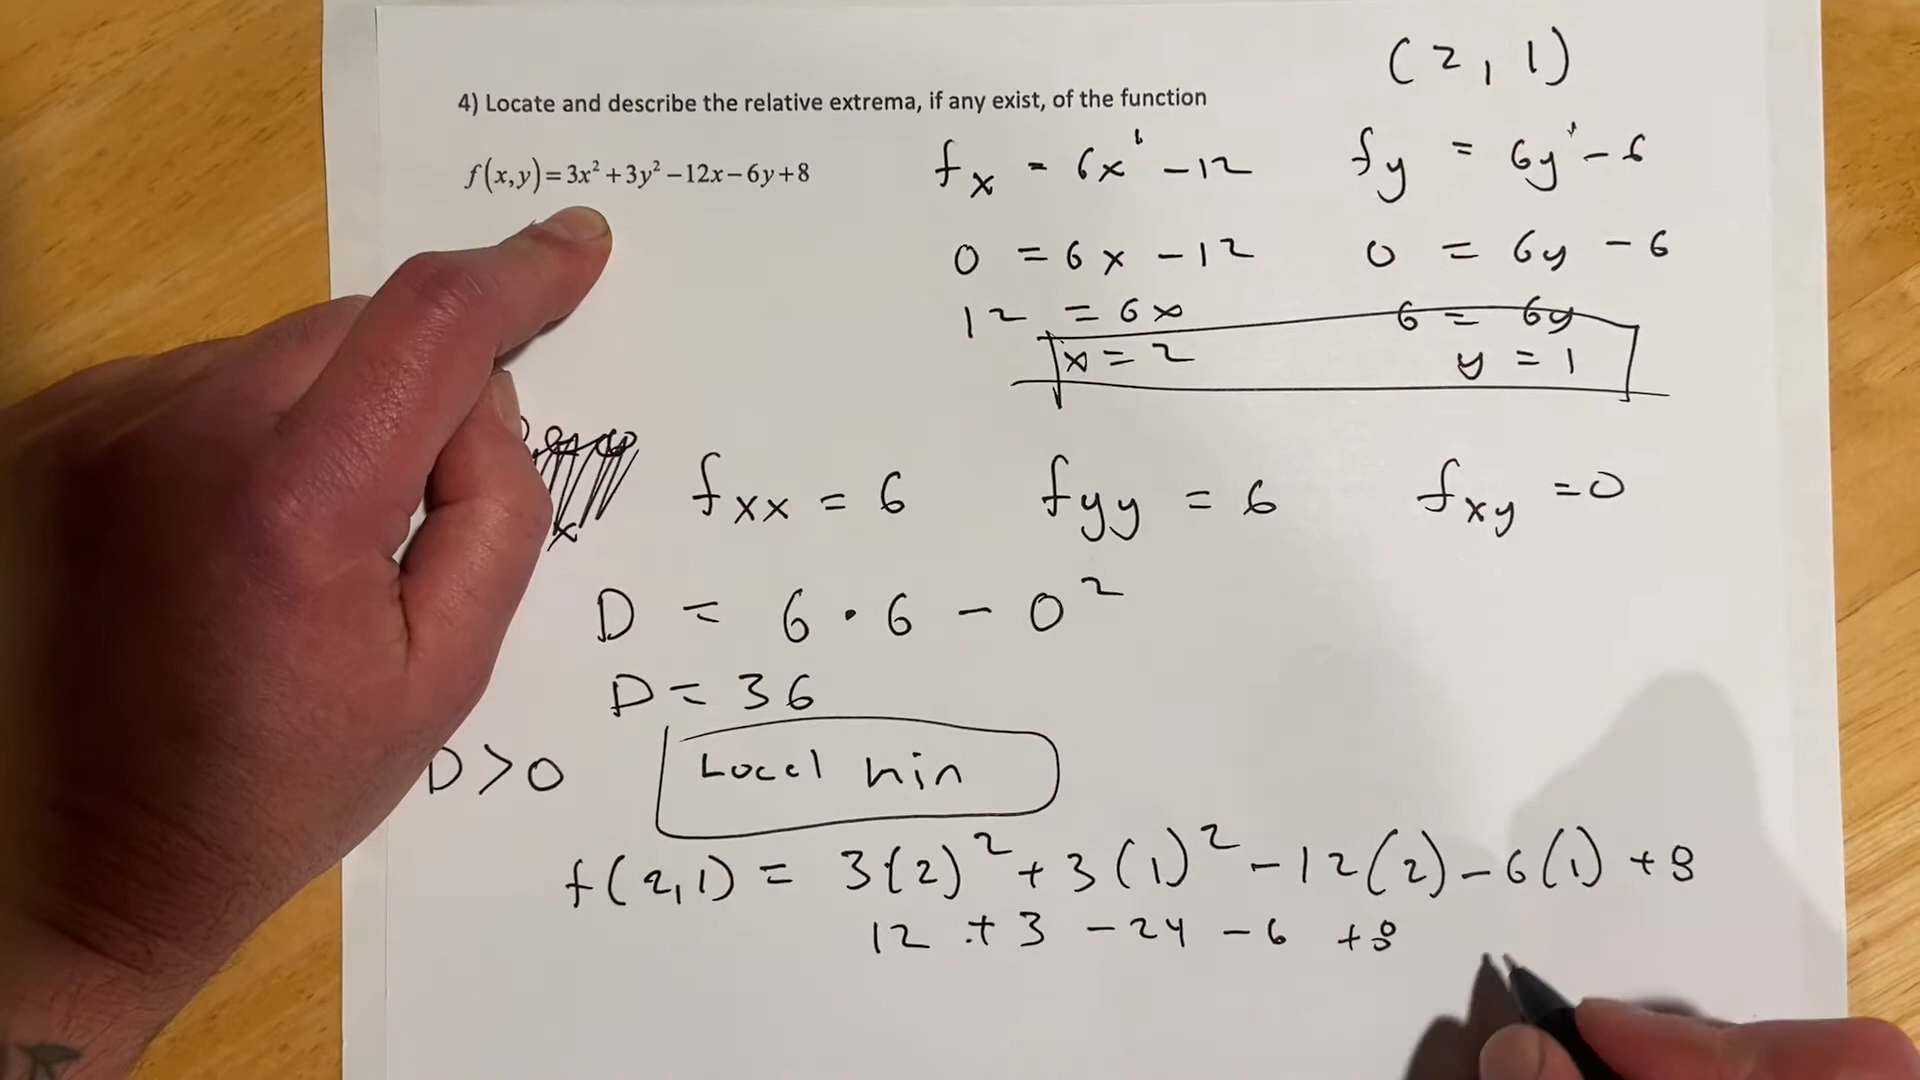 (2, 1)
4) Locate and describe the relative extrema, if any exist, of the function
f(x,y)=3x²+3y²−12x−6y+8
fx = 6x¹ −12 fy = 6y¹ − 6
0 = 6x −12 0 = 6y − 6
12 = 6x 6 = 6y
x = 2 y = 1
fxx = 6 fyy = 6 fxy = 0
D = 6 · 6 − 0²
D = 36
D > 0 Local min
f(2,1) = 3(2)² + 3(1)² − 12(2) − 6(1) + 8
12 + 3 − 24 − 6 + 8